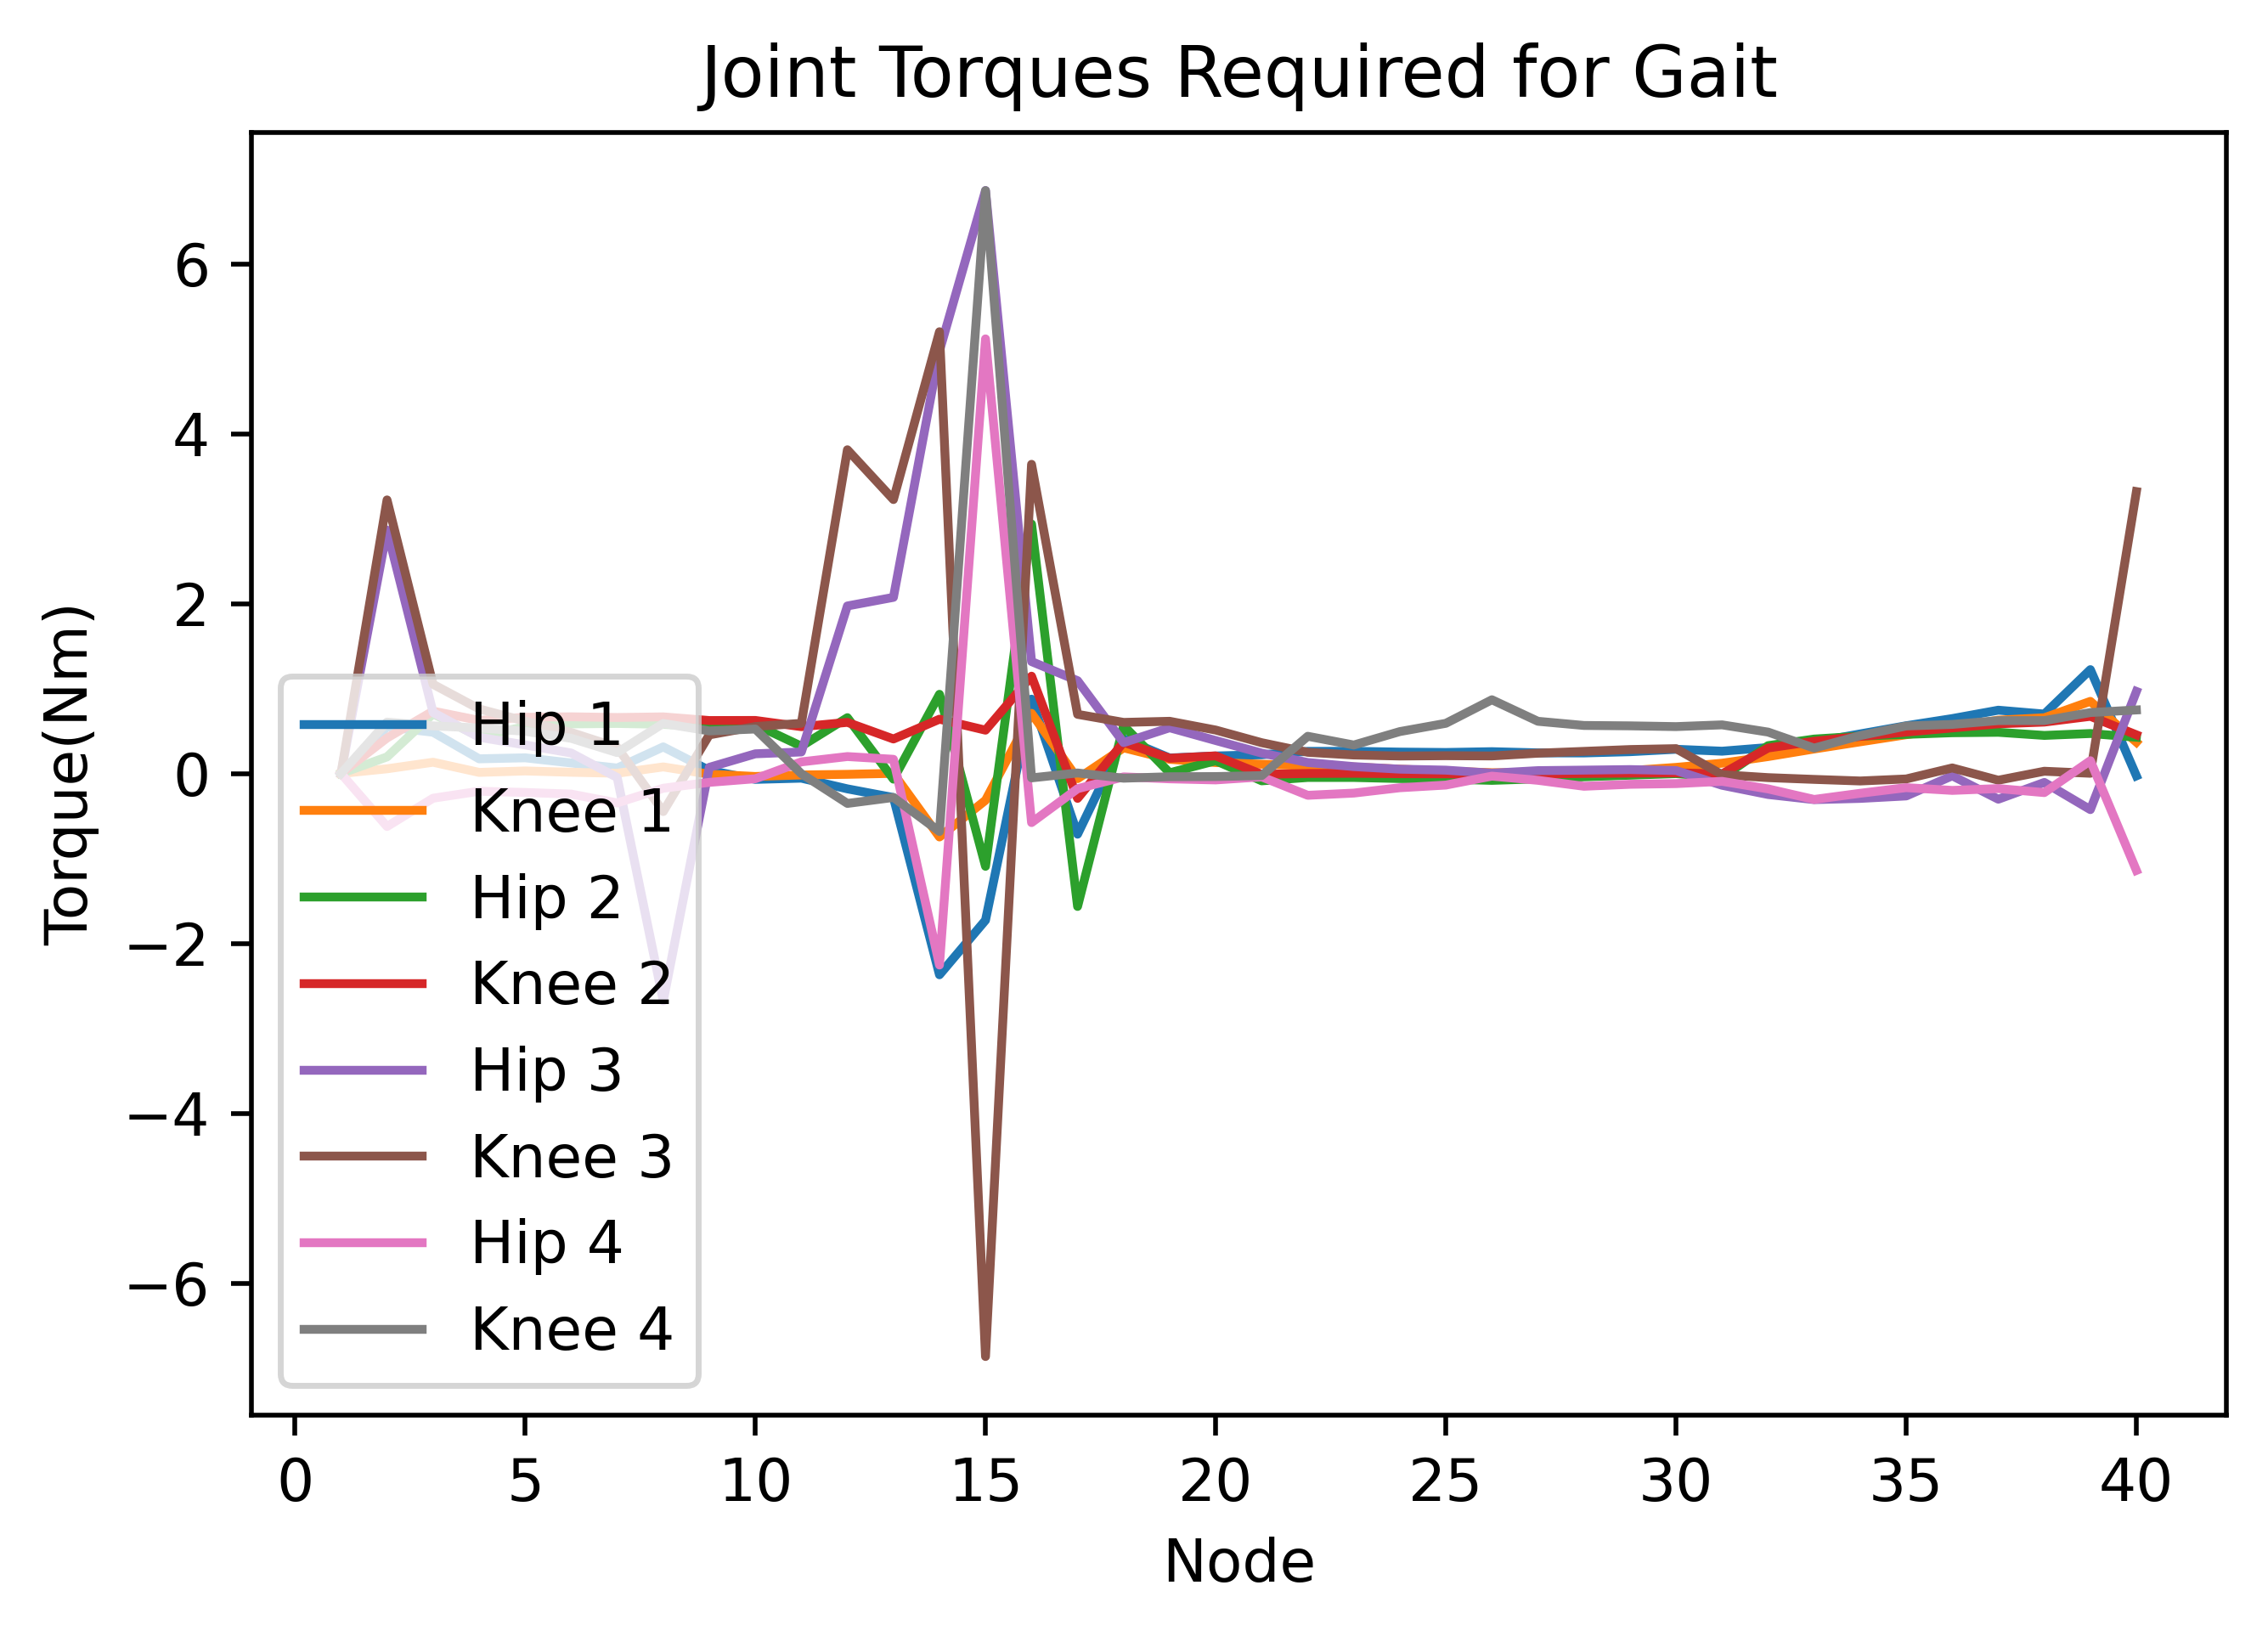 Joint Torques Required for Gait
Torque(Nm)
6
4
2
0
−2
−4
−6
Hip 1
Knee 1
Hip 2
Knee 2
Hip 3
Knee 3
Hip 4
Knee 4
0 5 10 15 20 25 30 35 40
Node